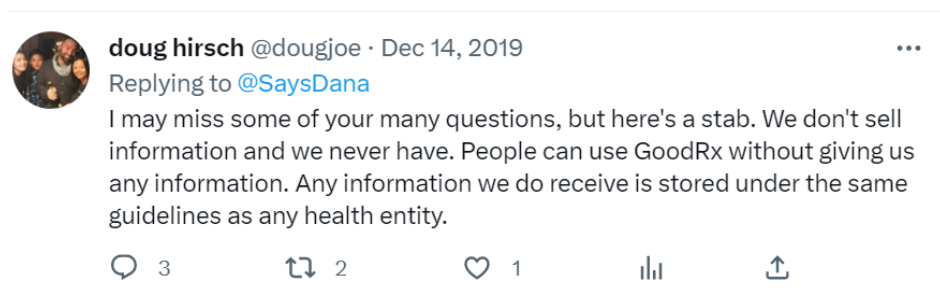 doug hirsch @dougjoe · Dec 14, 2019
Replying to @SaysDana
I may miss some of your many questions, but here's a stab. We don't sell
information and we never have. People can use GoodRx without giving us
any information. Any information we do receive is stored under the same
guidelines as any health entity.
3 2 1